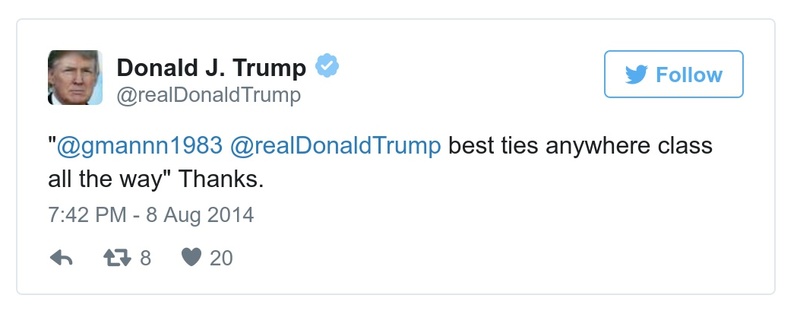 Donald J. Trump
@realDonaldTrump
Follow
"@gmannn1983 @realDonaldTrump best ties anywhere class
all the way" Thanks.
7:42 PM - 8 Aug 2014
8 20